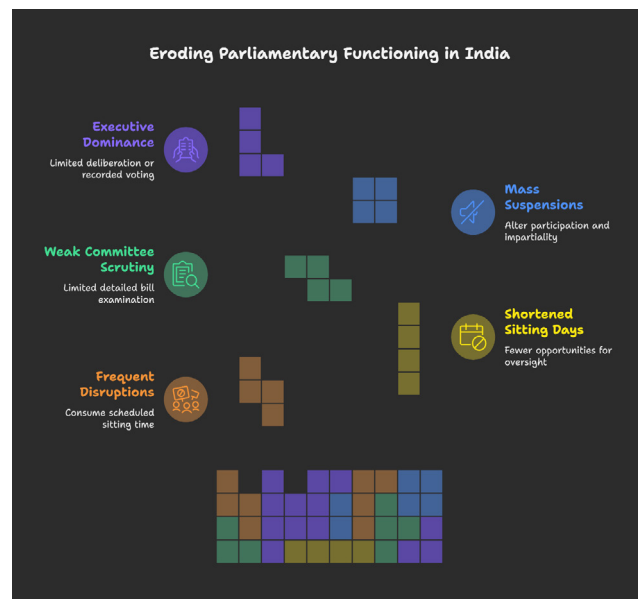 Eroding Parliamentary Functioning in India
Executive
Dominance
Limited deliberation or
recorded voting
Mass
Suspensions
Alter participation and
impartiality
Weak Committee
Scrutiny
Limited detailed bill
examination
Shortened
Sitting Days
Fewer opportunities for
oversight
Frequent
Disruptions
Consume scheduled
sitting time